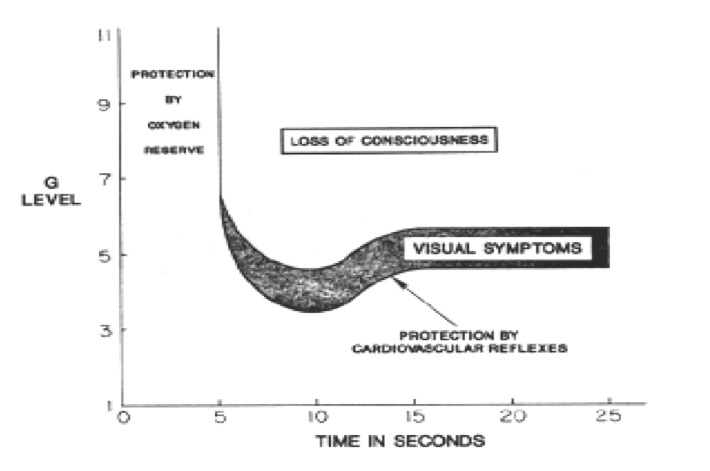 11
PROTECTION
BY
OXYGEN
RESERVE
9
LOSS OF CONSCIOUSNESS
7
G
LEVEL
5
VISUAL SYMPTOMS
3
PROTECTION BY
CARDIOVASCULAR REFLEXES
1
0 5 10 15 20 25
TIME IN SECONDS